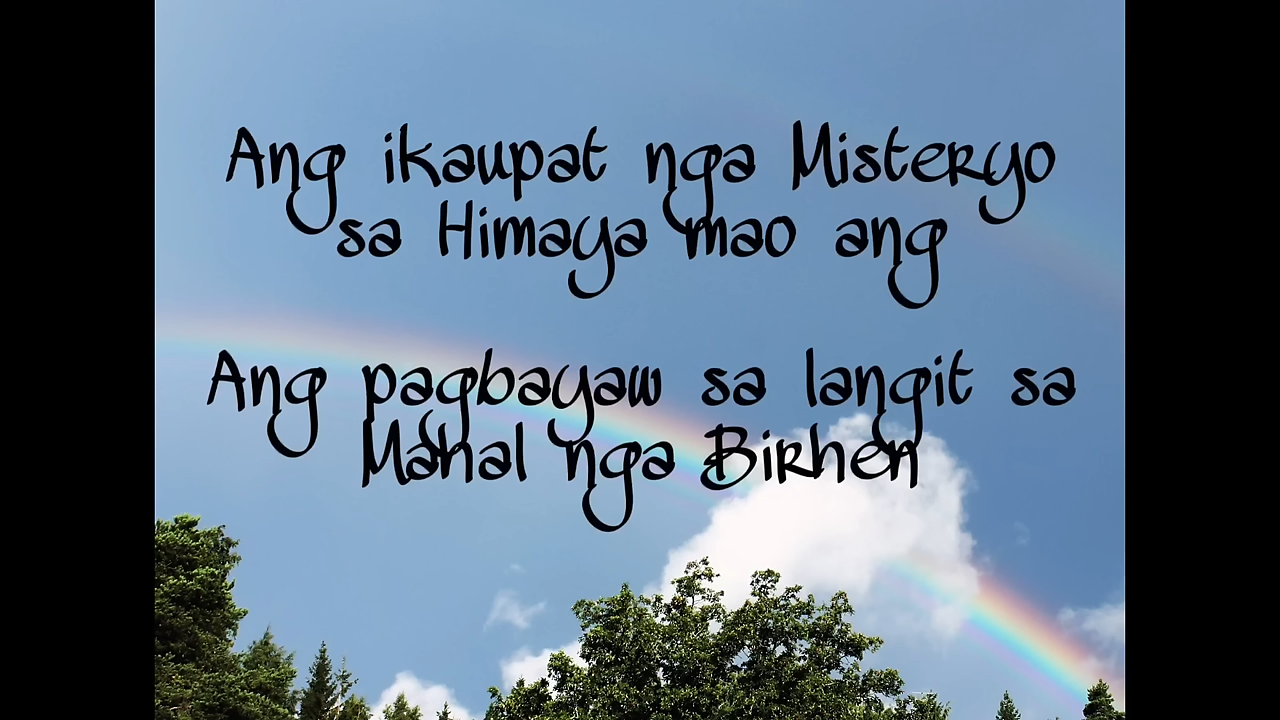 Ang ikaupat nga Misteryo
sa Himaya mao ang
Ang pagbayaw sa langit sa
Mahal nga Birhen